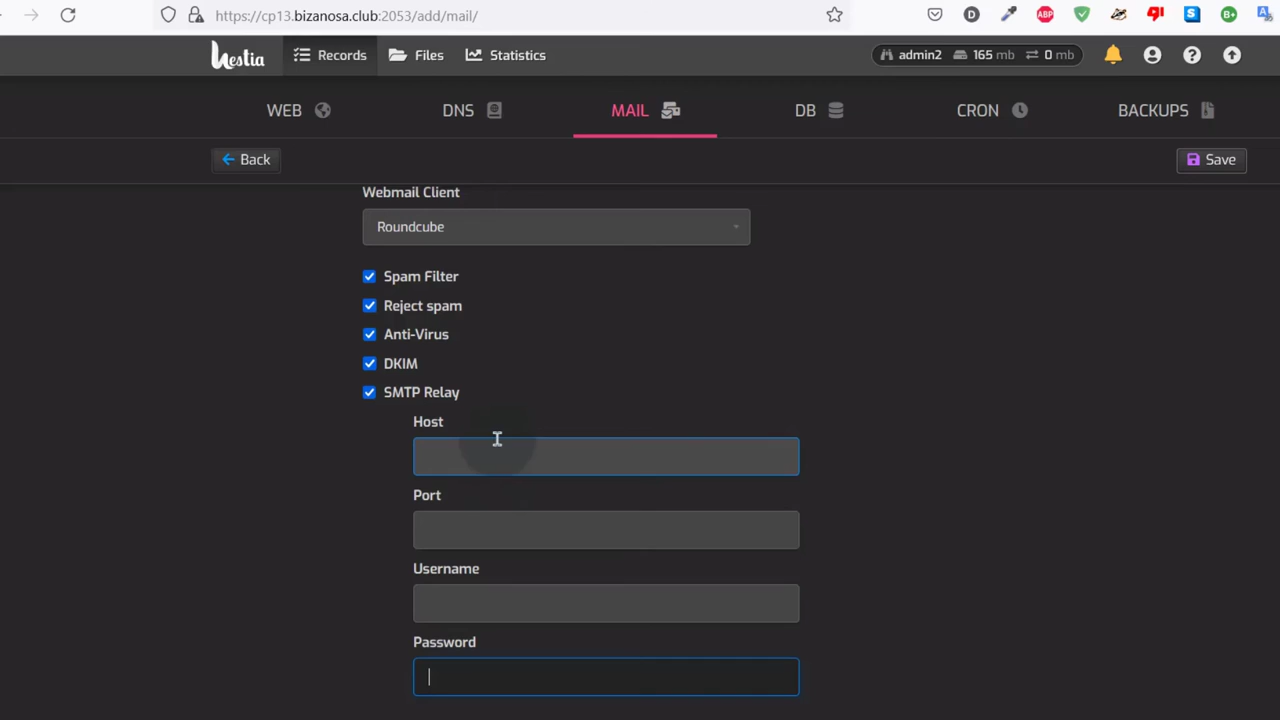 https://cp13.bizanosa.club:2053/add/mail/
D
ABP
S
B+
Hestia
Records
Files
Statistics
admin2 165 mb 0 mb
WEB
DNS
MAIL
DB
CRON
BACKUPS
Back
Save
Webmail Client
Roundcube
Spam Filter
Reject spam
Anti-Virus
DKIM
SMTP Relay
Host
Port
Username
Password